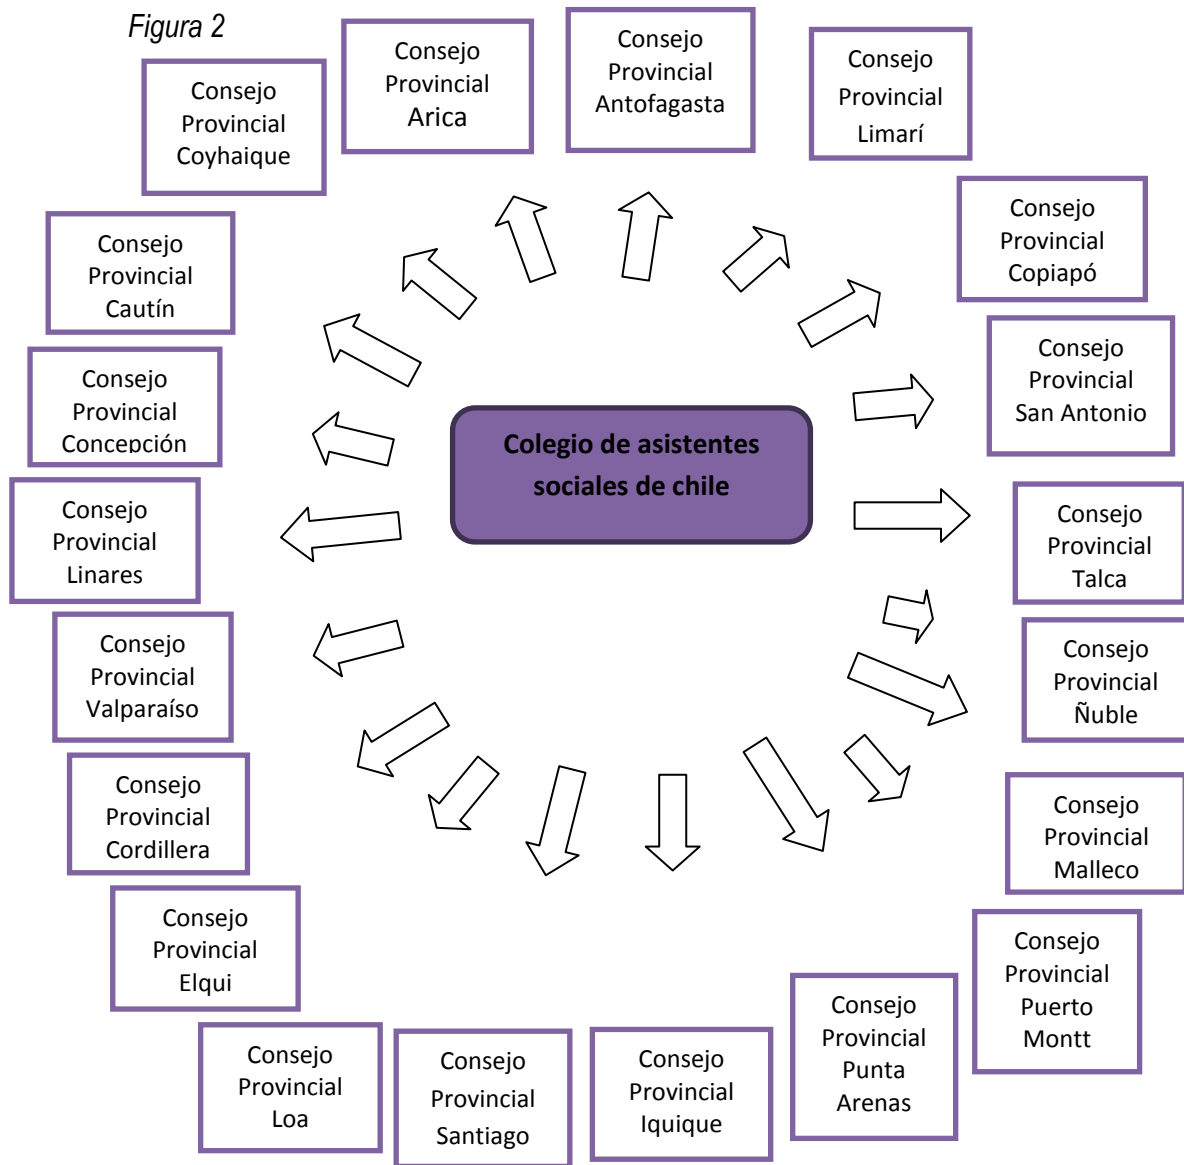 Figura 2
Consejo
Provincial
Arica
Consejo
Provincial
Antofagasta
Consejo
Provincial
Limarí
Consejo
Provincial
Coyhaique
Consejo
Provincial
Copiapó
Consejo
Provincial
Cautín
Consejo
Provincial
San Antonio
Consejo
Provincial
Concepción
Colegio de asistentes
sociales de chile
Consejo
Provincial
Linares
Consejo
Provincial
Talca
Consejo
Provincial
Valparaíso
Consejo
Provincial
Ñuble
Consejo
Provincial
Cordillera
Consejo
Provincial
Malleco
Consejo
Provincial
Elqui
Consejo
Provincial
Puerto
Montt
Consejo
Provincial
Loa
Consejo
Provincial
Santiago
Consejo
Provincial
Iquique
Consejo
Provincial
Punta
Arenas